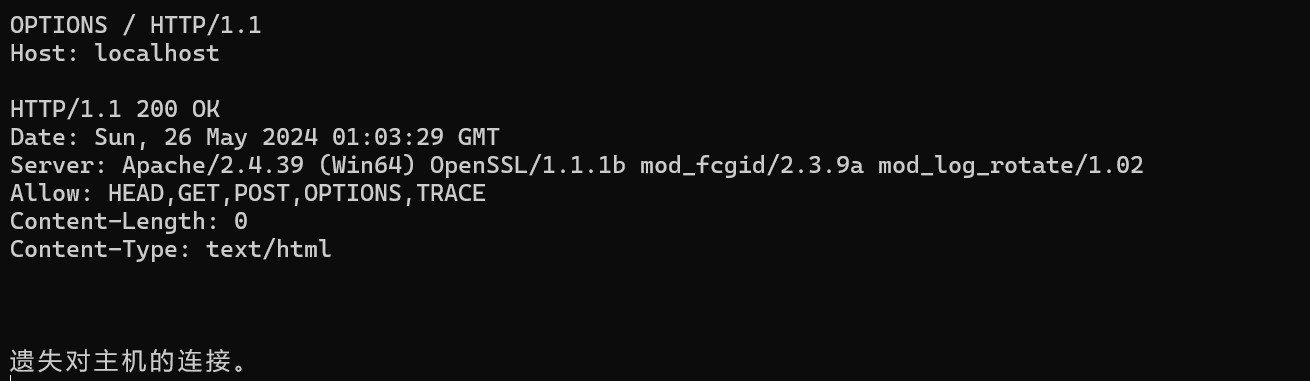 OPTIONS / HTTP/1.1
Host: localhost
HTTP/1.1 200 OK
Date: Sun, 26 May 2024 01:03:29 GMT
Server: Apache/2.4.39 (Win64) OpenSSL/1.1.1b mod_fcgid/2.3.9a mod_log_rotate/1.02
Allow: HEAD,GET,POST,OPTIONS,TRACE
Content-Length: 0
Content-Type: text/html
遗失对主机的连接。